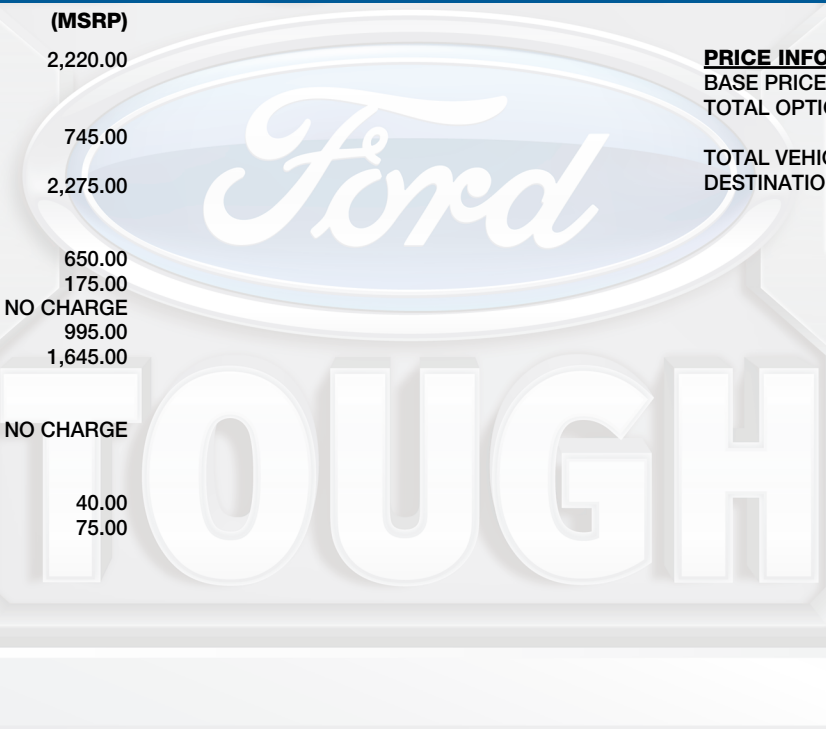 (MSRP)
2,220.00
745.00
2,275.00
650.00
175.00
NO CHARGE
995.00
1,645.00
NO CHARGE
40.00
75.00
PRICE INFO
BASE PRICE
TOTAL OPTIO
TOTAL VEHIC
DESTINATIO
Ford
TOUGH